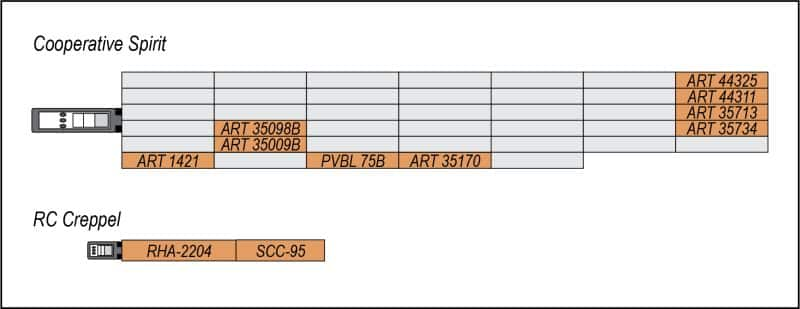 Cooperative Spirit
ART 44325
ART 44311
ART 35713
ART 35098B ART 35734
ART 35009B
ART 1421 PVBL 75B ART 35170
RC Creppel
RHA-2204 SCC-95